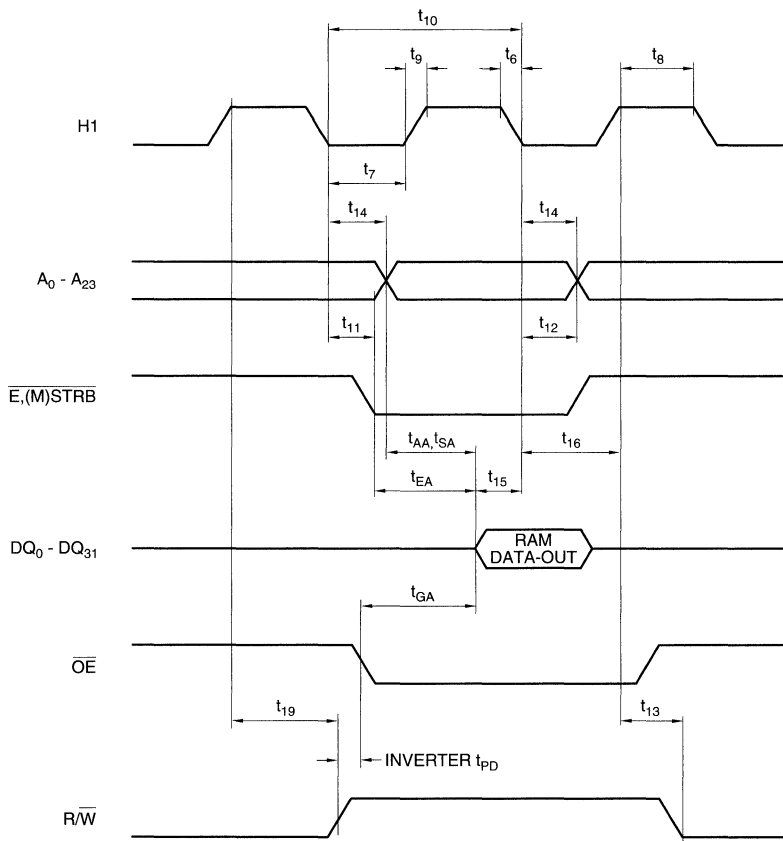 t10
t9 t6 t8
H1
t7
t14 t14
A0 - A23
t11 t12
E,(M)STRB
tAA,tSA t16
tEA t15
DQ0 - DQ31
RAM
DATA-OUT
tGA
OE
t19 t13
INVERTER tPD
R/W